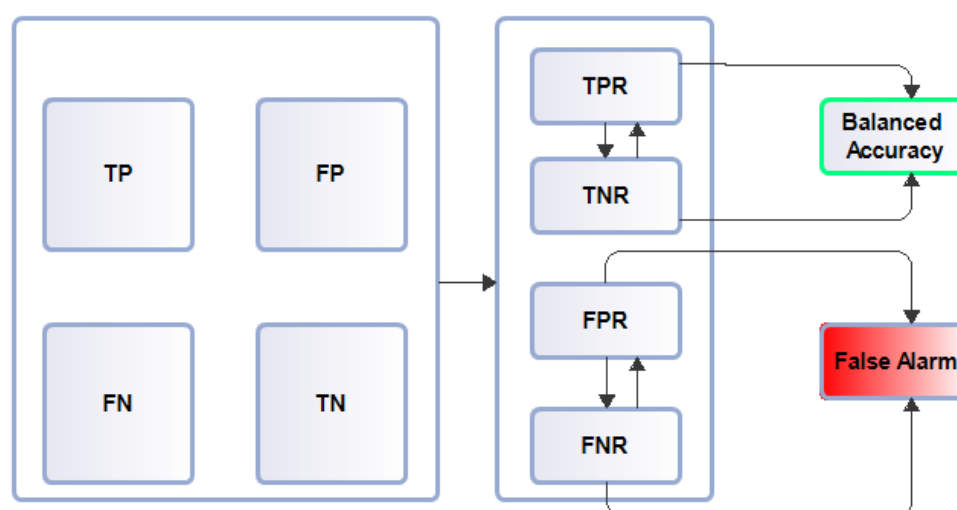 TP
FP
FN
TN
TPR
TNR
FPR
FNR
Balanced
Accuracy
False Alarm